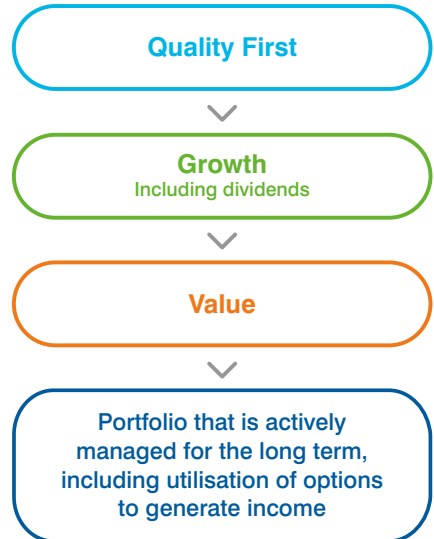 Quality First
Growth
Including dividends
Value
Portfolio that is actively
managed for the long term,
including utilisation of options
to generate income